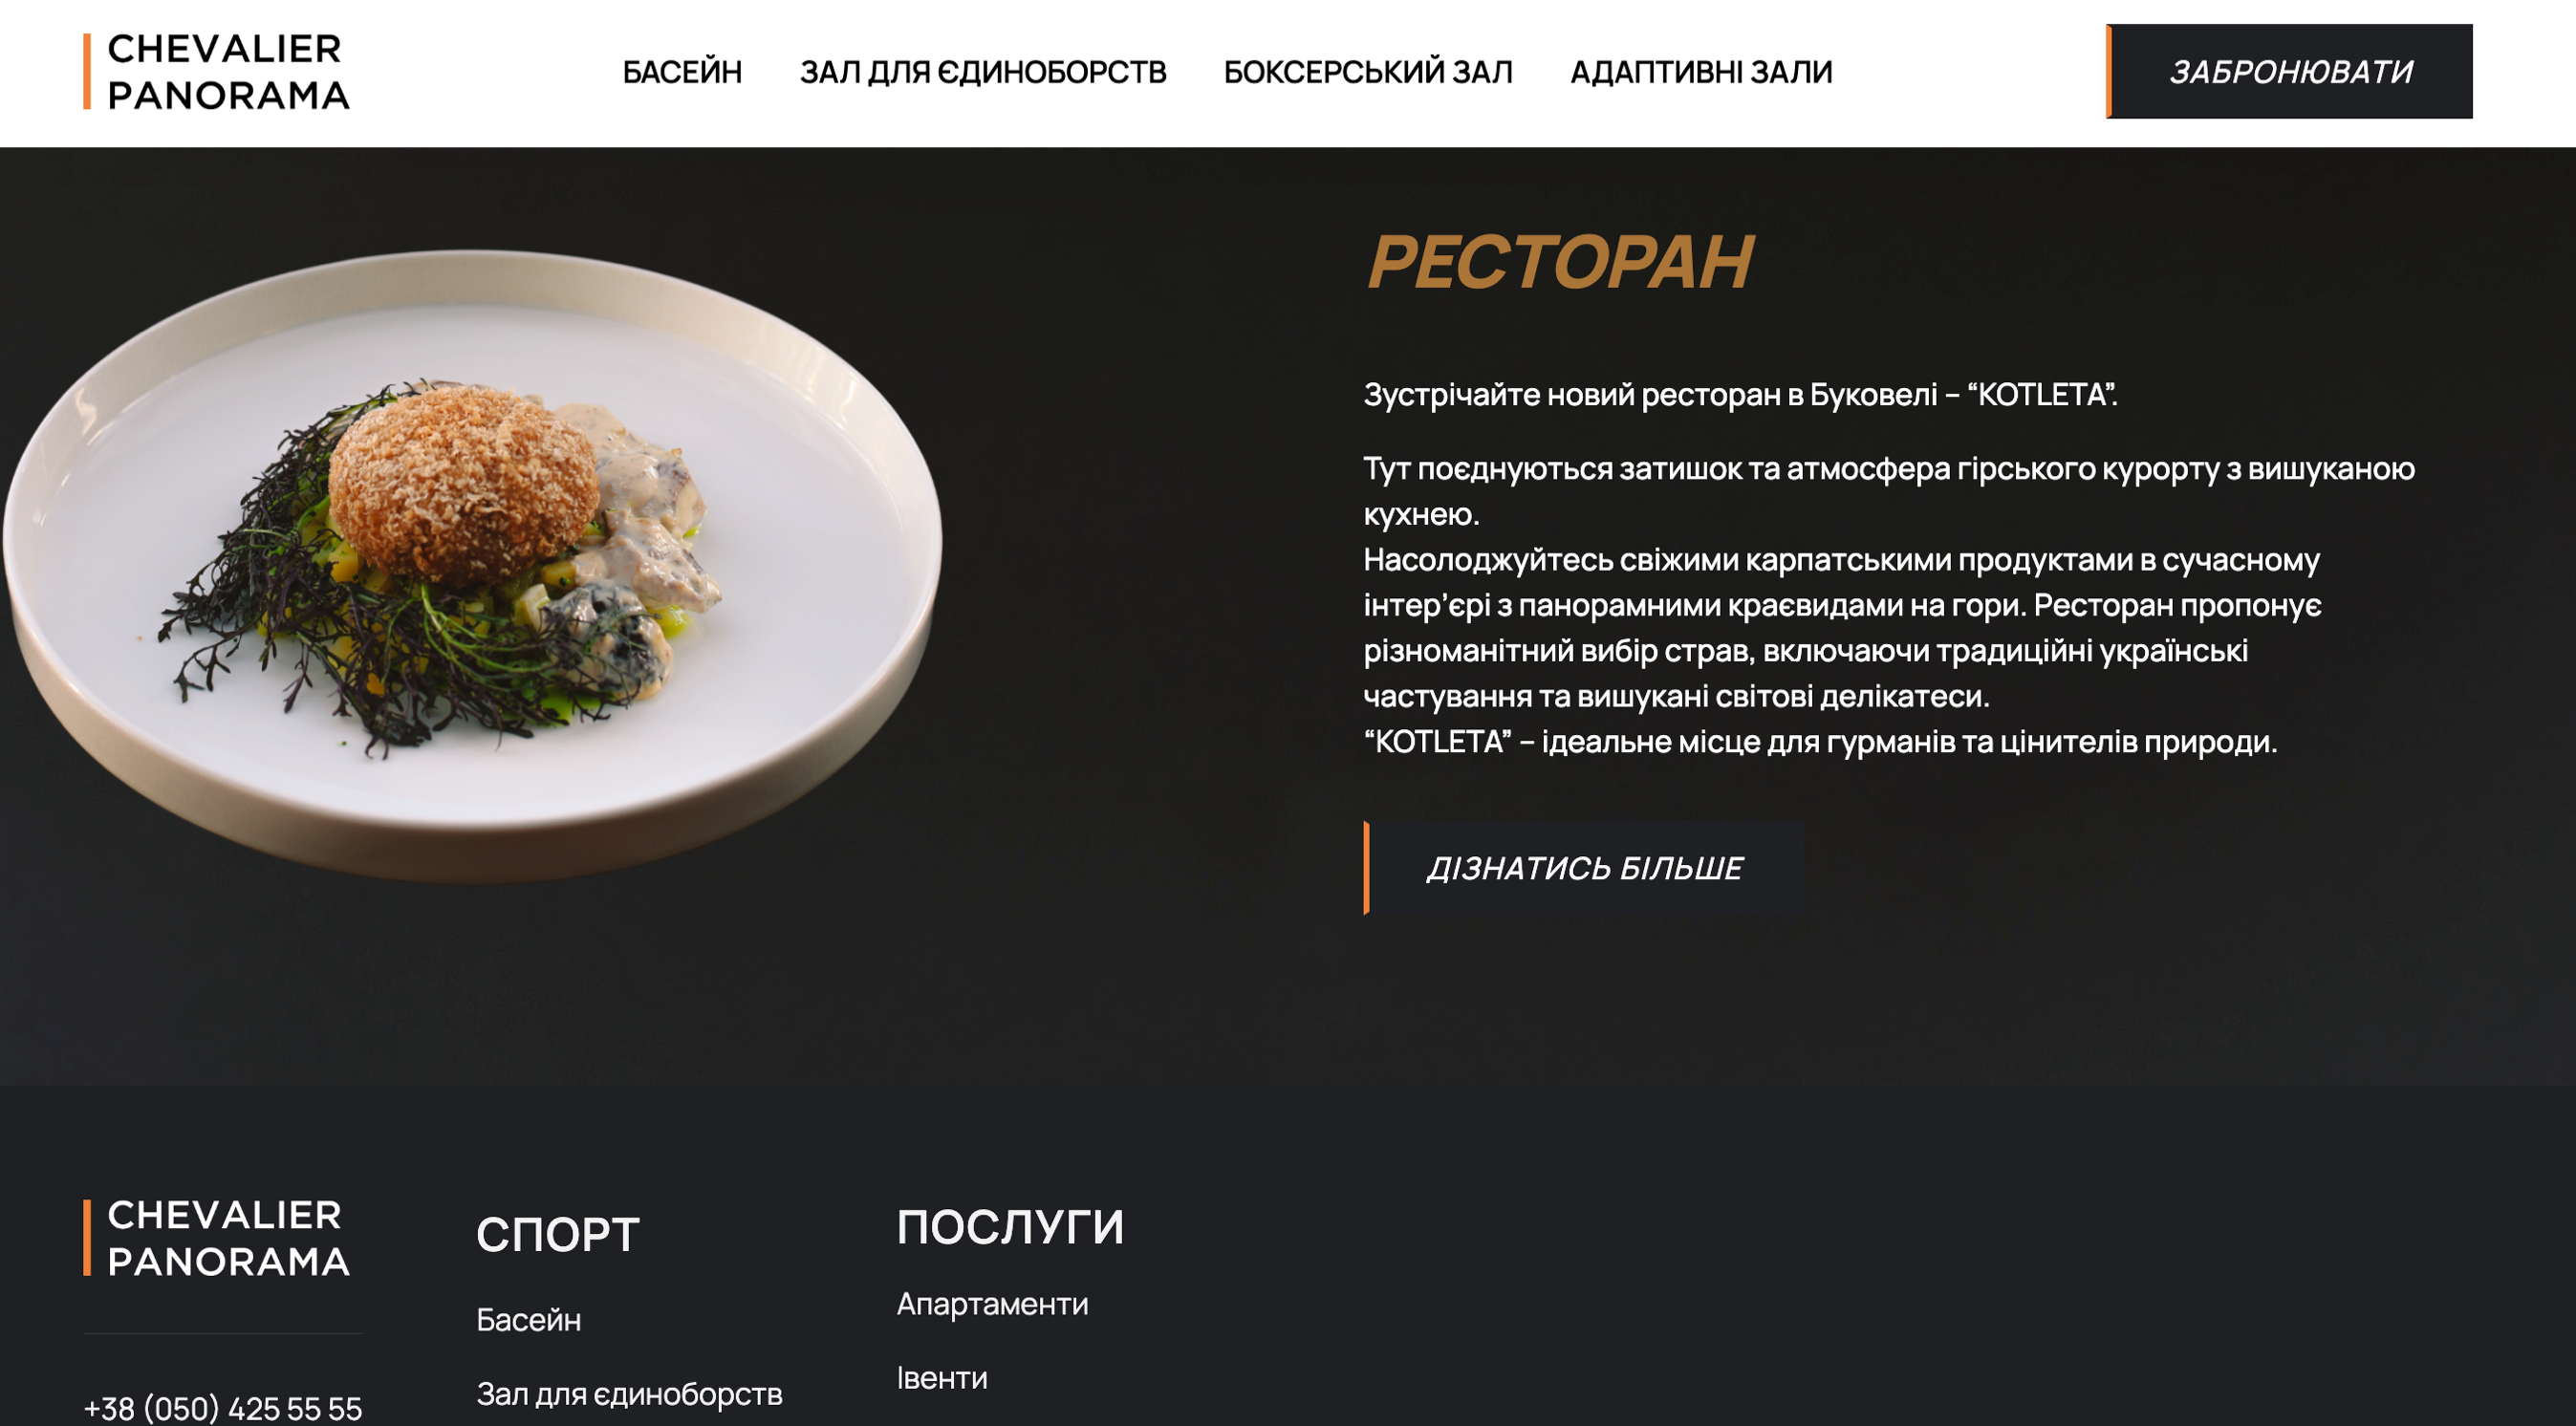 CHEVALIER
PANORAMA
БАСЕЙН
ЗАЛ ДЛЯ ЄДИНОБОРСТВ
БОКСЕРСЬКИЙ ЗАЛ
АДАПТИВНІ ЗАЛИ
ЗАБРОНЮВАТИ
РЕСТОРАН
Зустрічайте новий ресторан в Буковелі – “KOTLETA”.
Тут поєднуються затишок та атмосфера гірського курорту з вишуканою
кухнею.
Насолоджуйтесь свіжими карпатськими продуктами в сучасному
інтер’єрі з панорамними краєвидами на гори. Ресторан пропонує
різноманітний вибір страв, включаючи традиційні українські
частування та вишукані світові делікатеси.
“KOTLETA” – ідеальне місце для гурманів та цінителів природи.
ДІЗНАТИСЬ БІЛЬШЕ
CHEVALIER
PANORAMA
+38 (050) 425 55 55
СПОРТ
Басейн
Зал для єдиноборств
ПОСЛУГИ
Апартаменти
Івенти